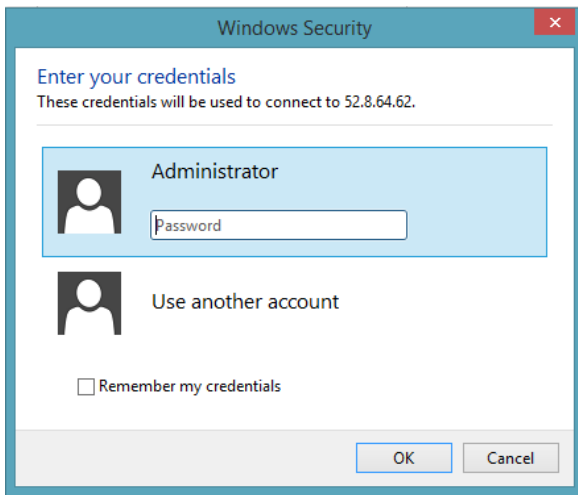 Windows Security
Enter your credentials
These credentials will be used to connect to 52.8.64.62.
Administrator
Password
Use another account
Remember my credentials
OK Cancel